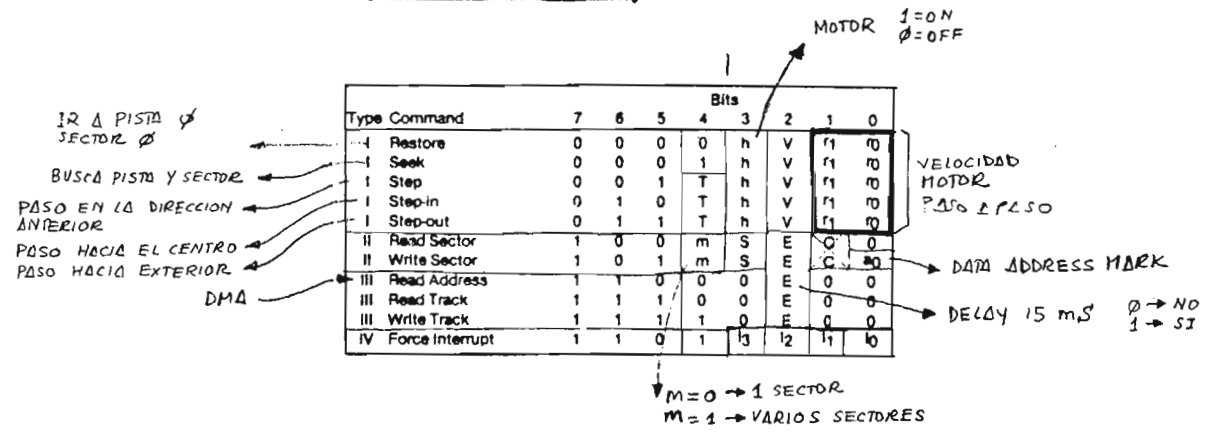 MOTOR 1=ON
Ø=OFF
Bits
Type Command 7 6 5 4 3 2 1 0
I Restore 0 0 0 0 h V r1 r0
I Seek 0 0 0 1 h V r1 r0
I Step 0 0 1 T h V r1 r0
I Step-in 0 1 0 T h V r1 r0
I Step-out 0 1 1 T h V r1 r0
II Read Sector 1 0 0 m S E C 0
II Write Sector 1 0 1 m S E C a0
III Read Address 1 1 0 0 0 E 0 0
III Read Track 1 1 1 0 0 E 0 0
III Write Track 1 1 1 1 0 E 0 0
IV Force Interrupt 1 1 0 1 I3 I2 I1 I0
IR A PISTA Ø
SECTOR Ø
BUSCA PISTA Y SECTOR
PASO EN LA DIRECCION
ANTERIOR
PASO HACIA EL CENTRO
PASO HACIA EXTERIOR
DMA
VELOCIDAD
MOTOR
PASO A PASO
DATA ADDRESS MARK
DELAY 15 mS Ø → NO
1 → SI
m = 0 → 1 SECTOR
m = 1 → VARIOS SECTORES